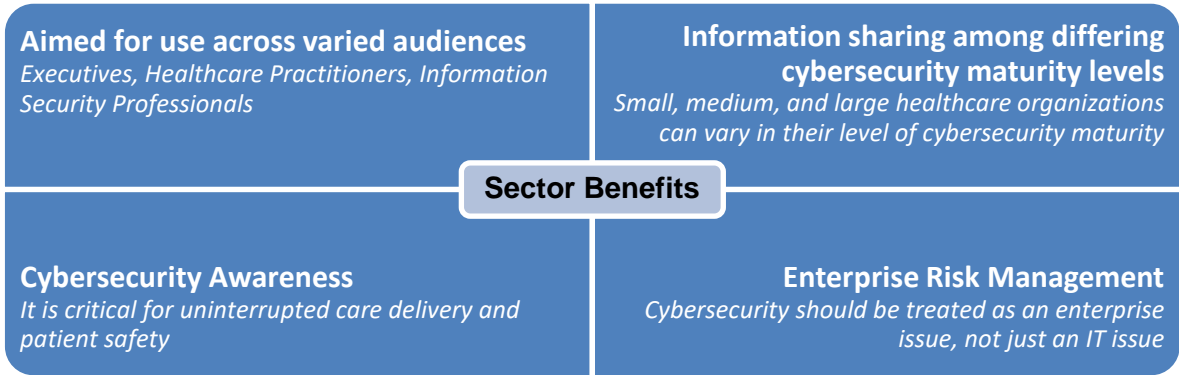 Aimed for use across varied audiences
Executives, Healthcare Practitioners, Information
Security Professionals
Information sharing among differing
cybersecurity maturity levels
Small, medium, and large healthcare organizations
can vary in their level of cybersecurity maturity
Sector Benefits
Cybersecurity Awareness
It is critical for uninterrupted care delivery and
patient safety
Enterprise Risk Management
Cybersecurity should be treated as an enterprise
issue, not just an IT issue